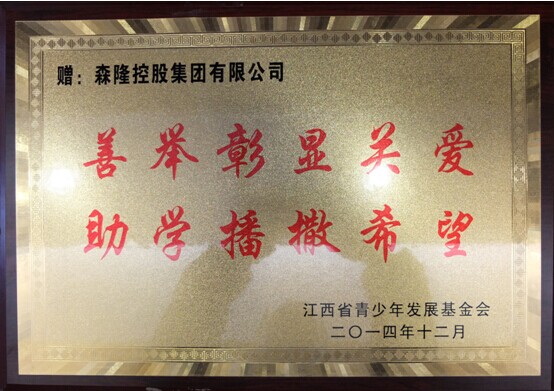 赠：森隆控股集团有限公司
善举彰显关爱
助学播撒希望
江西省青少年发展基金会
二〇一四年十二月